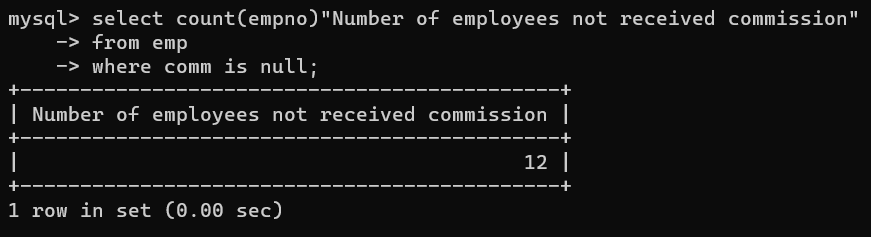 mysql> select count(empno)"Number of employees not received commission"
    -> from emp
    -> where comm is null;
+---------------------------------------------+
| Number of employees not received commission |
+---------------------------------------------+
|                                          12 |
+---------------------------------------------+
1 row in set (0.00 sec)